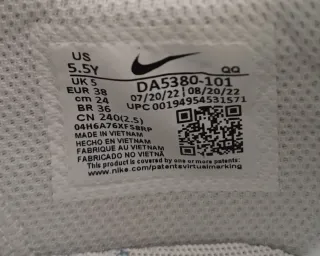 US
5.5Y
UK 5
EUR 38
cm 24
BR 36
CN 240(2.5)
QQ
DA5380-101
07/20/22 08/20/22
UPC 00194954531571
04H6A76XFSBRP
MADE IN VIETNAM
HECHO EN VIETNAM
FABRIQUE AU VIETNAM
FABRICADO NO VIETNÃ
This product is covered by one or more patents.
See www.nike.com/patentsvirtualmarking